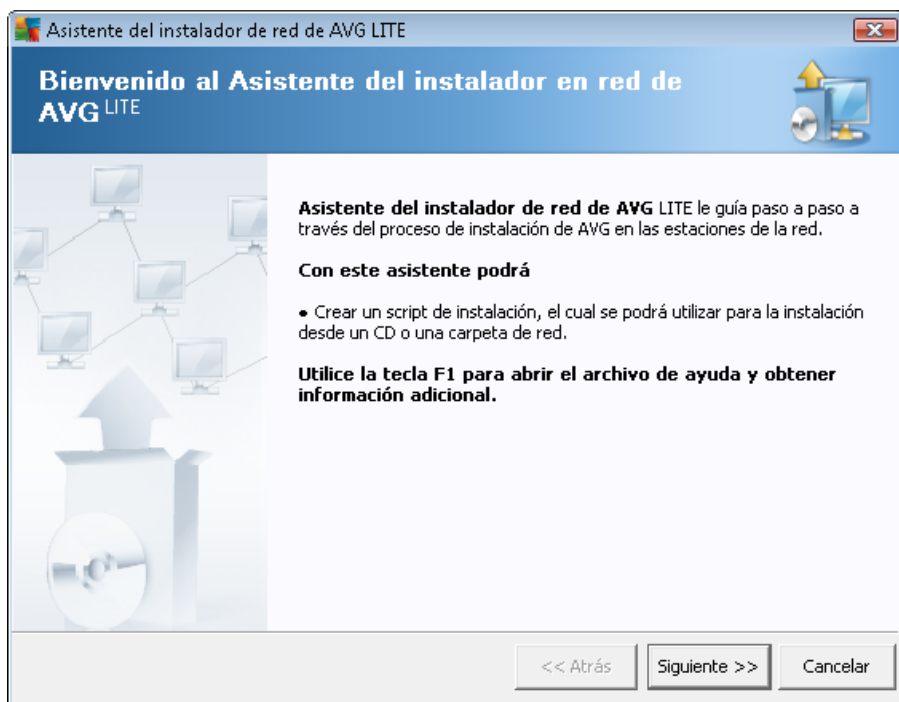 Asistente del instalador de red de AVG LITE
Bienvenido al Asistente del instalador en red de
AVG LITE
Asistente del instalador de red de AVG LITE le guía paso a paso a
través del proceso de instalación de AVG en las estaciones de la red.
Con este asistente podrá
• Crear un script de instalación, el cual se podrá utilizar para la instalación
desde un CD o una carpeta de red.
Utilice la tecla F1 para abrir el archivo de ayuda y obtener
información adicional.
<< Atrás
Siguiente >>
Cancelar